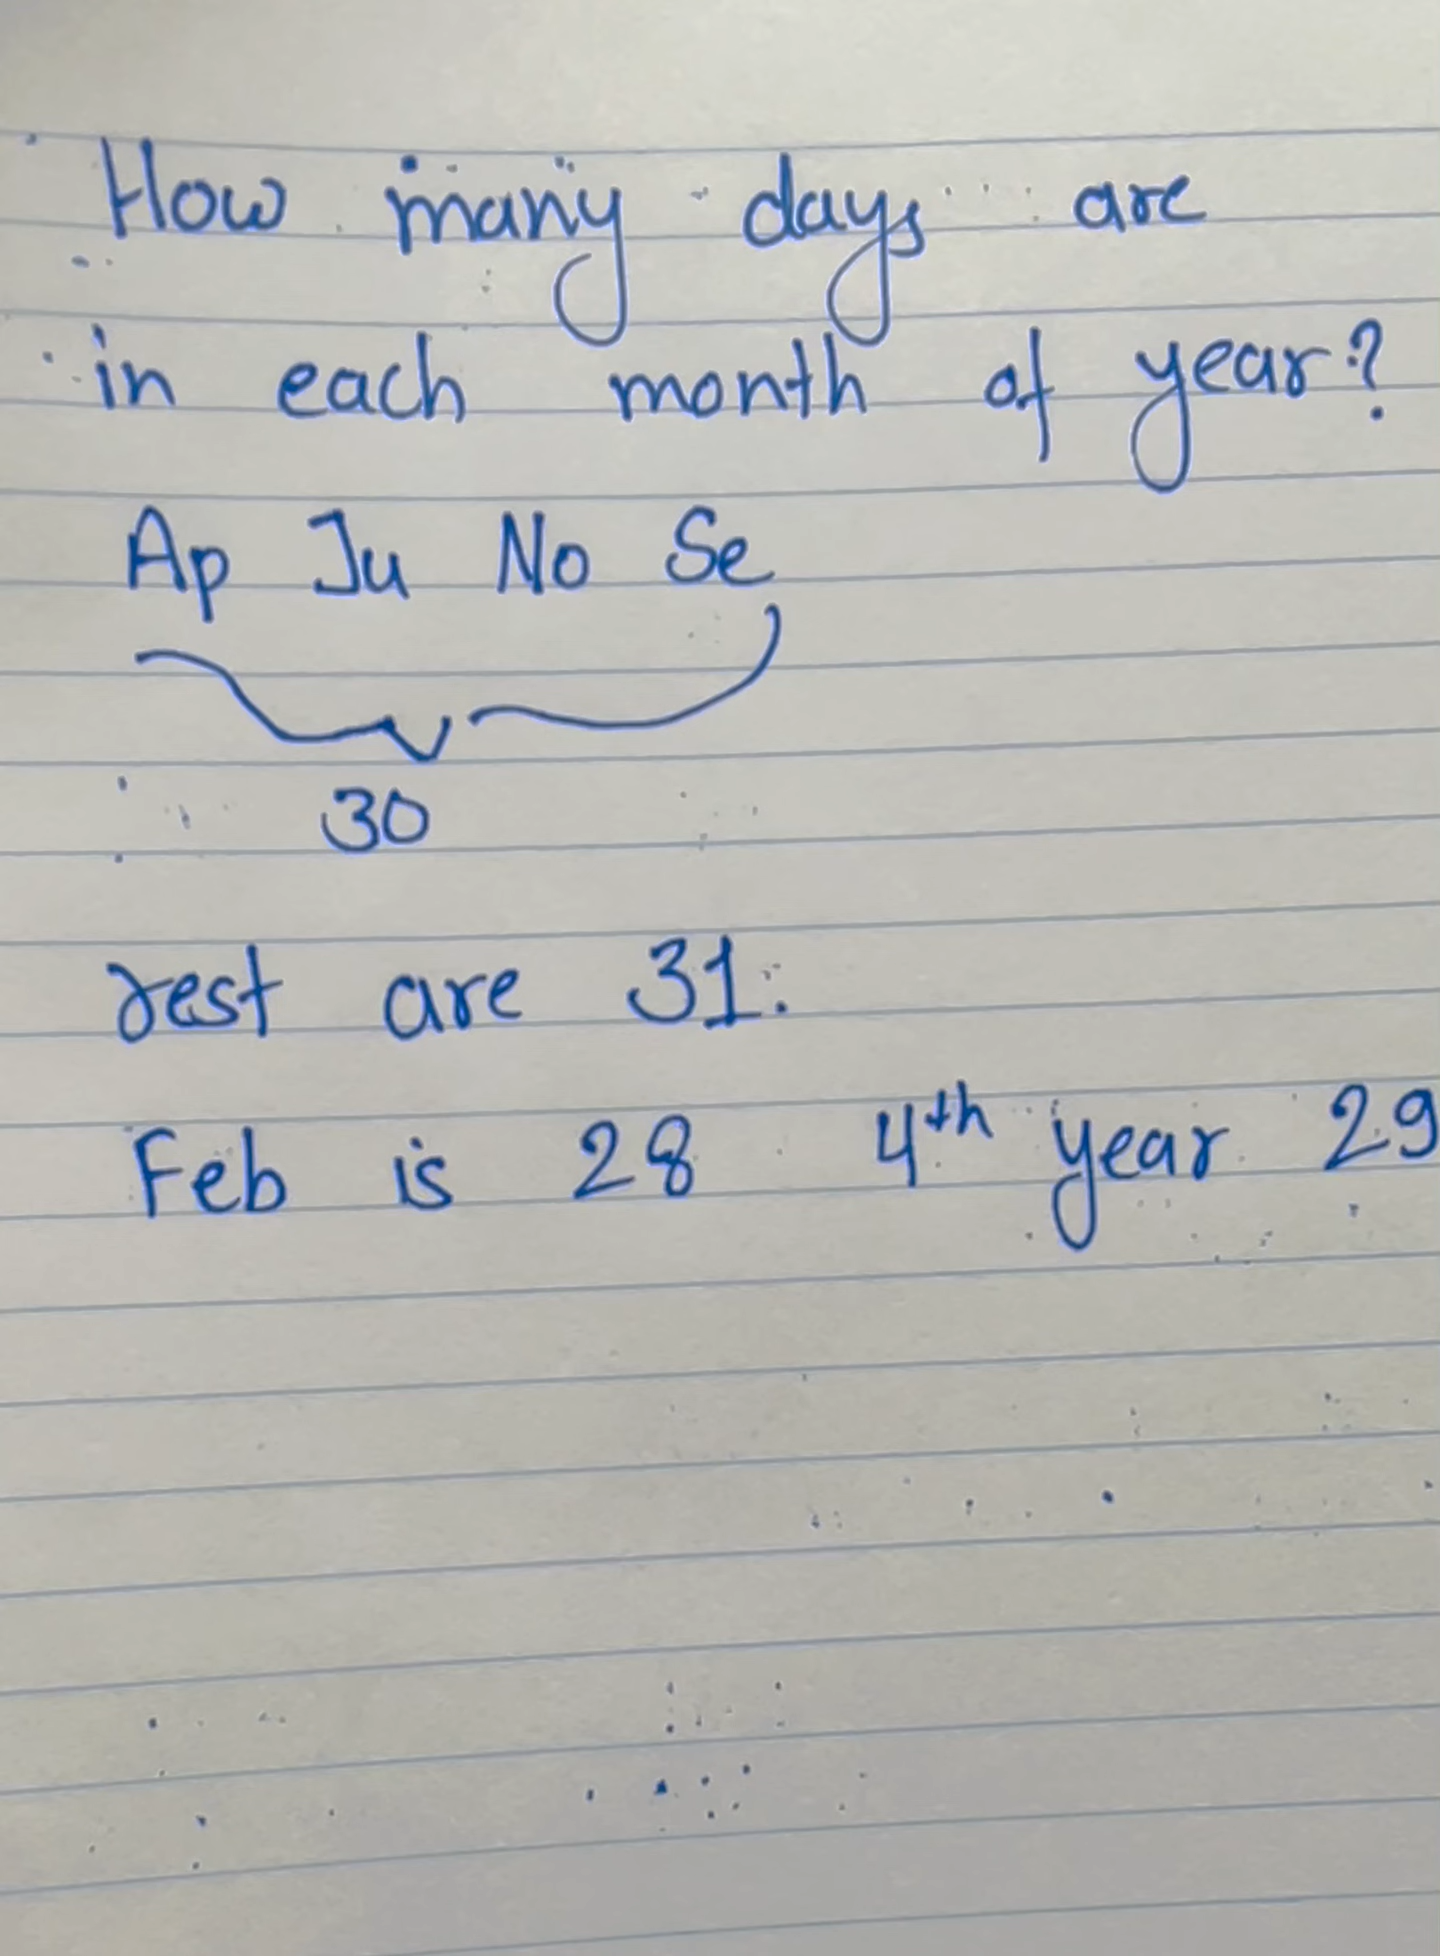 How many days are
in each month of year?
Ap Ju No Se
30
rest are 31.
Feb is 28 4th year 29